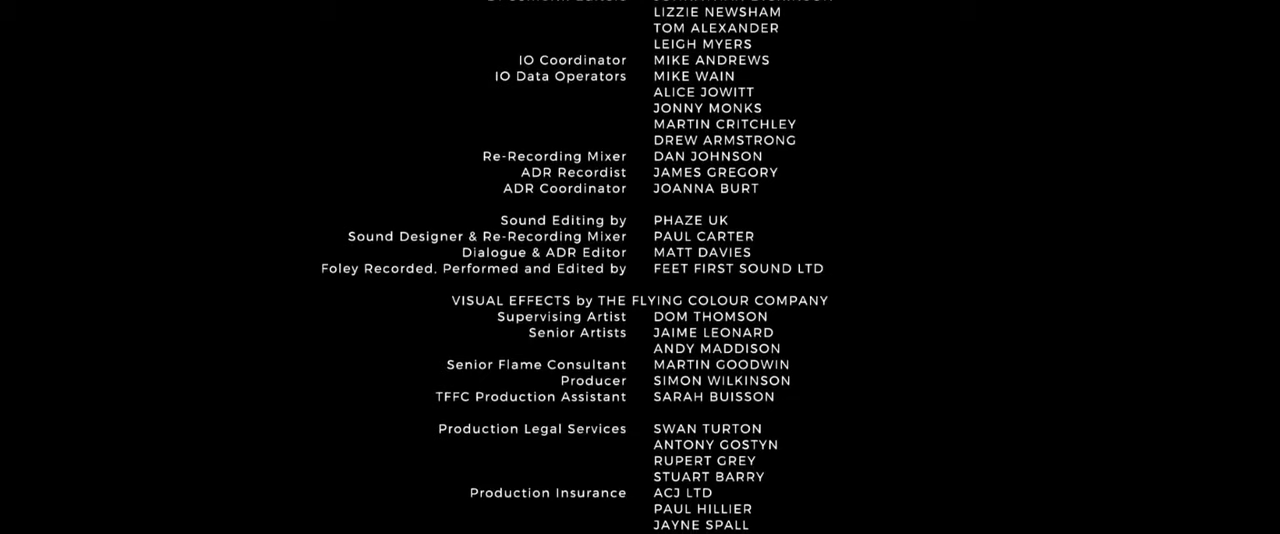 LIZZIE NEWSHAM
TOM ALEXANDER
LEIGH MYERS
IO Coordinator MIKE ANDREWS
IO Data Operators MIKE WAIN
ALICE JOWITT
JONNY MONKS
MARTIN CRITCHLEY
DREW ARMSTRONG
Re-Recording Mixer DAN JOHNSON
ADR Recordist JAMES GREGORY
ADR Coordinator JOANNA BURT
Sound Editing by PHAZE UK
Sound Designer & Re-Recording Mixer PAUL CARTER
Dialogue & ADR Editor MATT DAVIES
Foley Recorded, Performed and Edited by FEET FIRST SOUND LTD
VISUAL EFFECTS by THE FLYING COLOUR COMPANY
Supervising Artist DOM THOMSON
Senior Artists JAIME LEONARD
ANDY MADDISON
Senior Flame Consultant MARTIN GOODWIN
Producer SIMON WILKINSON
TFFC Production Assistant SARAH BUISSON
Production Legal Services SWAN TURTON
ANTONY GOSTYN
RUPERT GREY
STUART BARRY
Production Insurance ACJ LTD
PAUL HILLIER
JAYNE SPALL